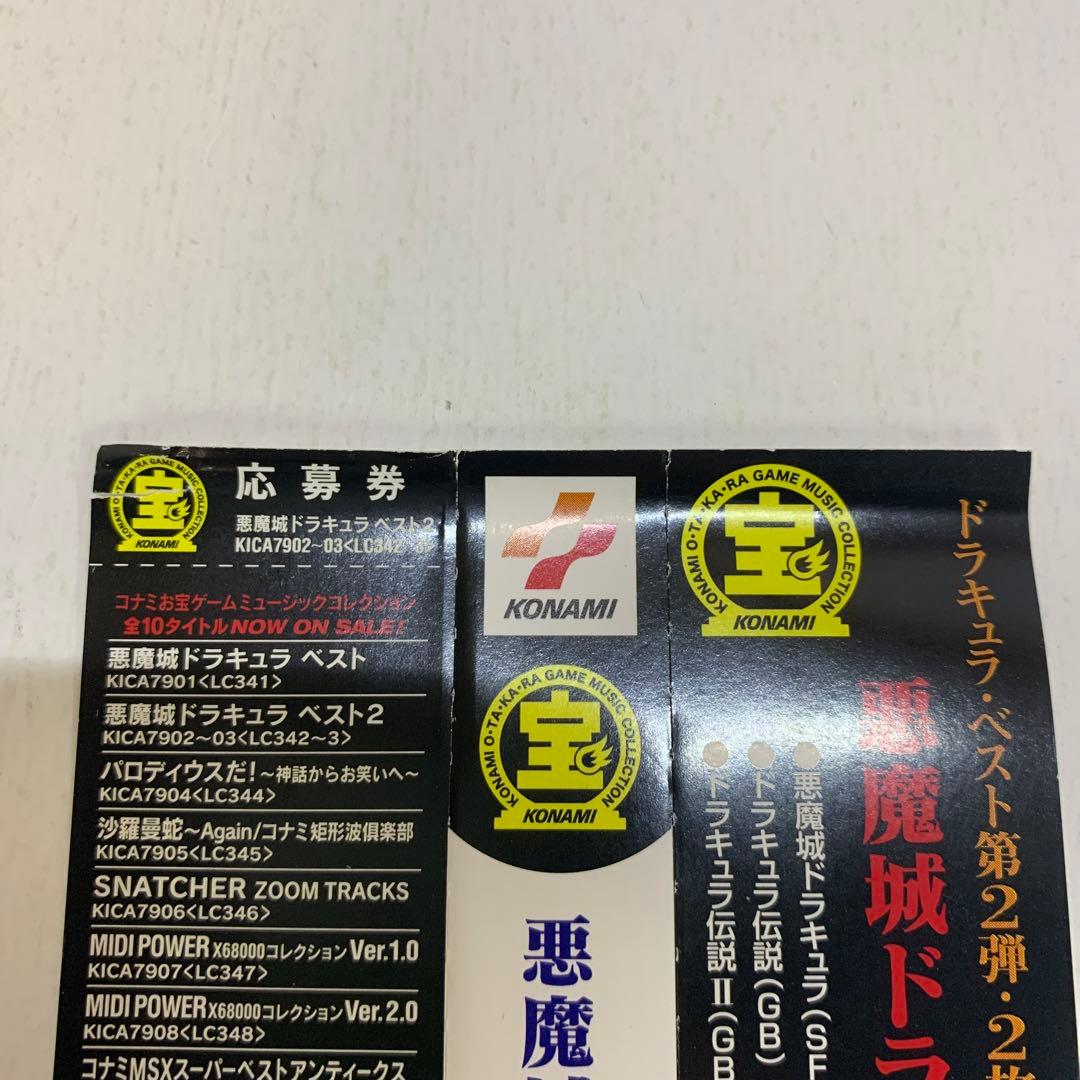 KONAMI O・TA・KA・RA GAME MUSIC COLLECTION
宝
KONAMI
応募券
悪魔城ドラキュラ ベスト2
KICA7902〜03<LC342〜3>
コナミお宝ゲームミュージックコレクション
全10タイトルNOW ON SALE!
悪魔城ドラキュラ ベスト
KICA7901<LC341>
悪魔城ドラキュラ ベスト2
KICA7902〜03<LC342〜3>
パロディウスだ!〜神話からお笑いへ〜
KICA7904<LC344>
沙羅曼蛇〜Again/コナミ矩形波倶楽部
KICA7905<LC345>
SNATCHER ZOOM TRACKS
KICA7906<LC346>
MIDI POWER X68000コレクション Ver.1.0
KICA7907<LC347>
MIDI POWER X68000コレクション Ver.2.0
KICA7908<LC348>
コナミMSXスーパーベストアンティークス
KONAMI
KONAMI O・TA・KA・RA GAME MUSIC COLLECTION
宝
KONAMI
悪魔
KONAMI O・TA・KA・RA GAME MUSIC COLLECTION
宝
KONAMI
ドラキュラ・ベスト第2弾・2枚
悪魔城ドラ
●悪魔城ドラキュラ(SF
●ドラキュラ伝説(GB)
●ドラキュラ伝説II(GB